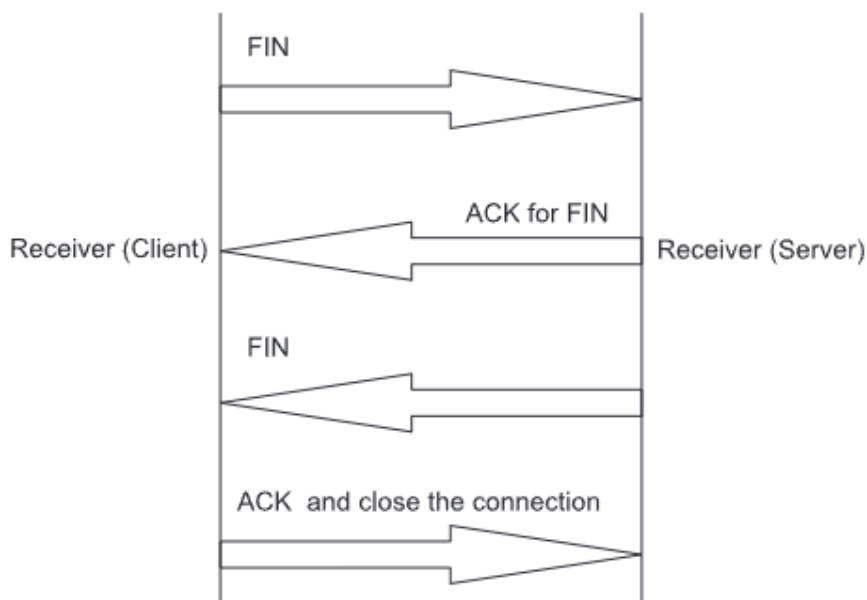 FIN
ACK for FIN
Receiver (Client)
Receiver (Server)
FIN
ACK and close the connection